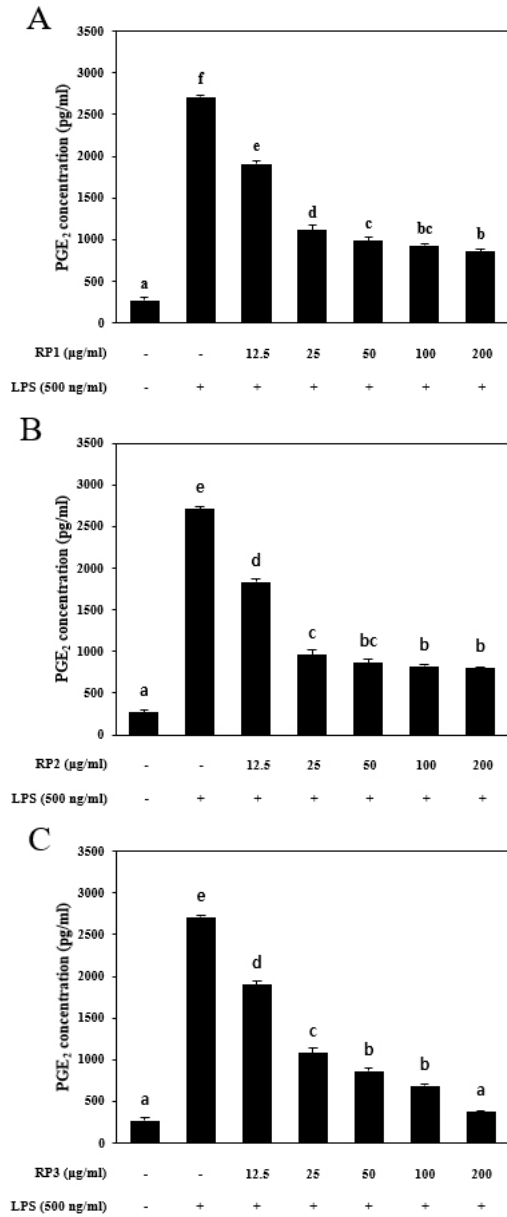 A
PGE2 concentration (pg/ml)
3500
3000
2500
2000
1500
1000
500
0
a f e d c bc b
RP1 (µg/ml) - - 12.5 25 50 100 200
LPS (500 ng/ml) - + + + + + +
B
PGE2 concentration (pg/ml)
3500
3000
2500
2000
1500
1000
500
0
a e d c bc b b
RP2 (µg/ml) - - 12.5 25 50 100 200
LPS (500 ng/ml) - + + + + + +
C
PGE2 concentration (pg/ml)
3500
3000
2500
2000
1500
1000
500
0
a e d c b b a
RP3 (µg/ml) - - 12.5 25 50 100 200
LPS (500 ng/ml) - + + + + + +